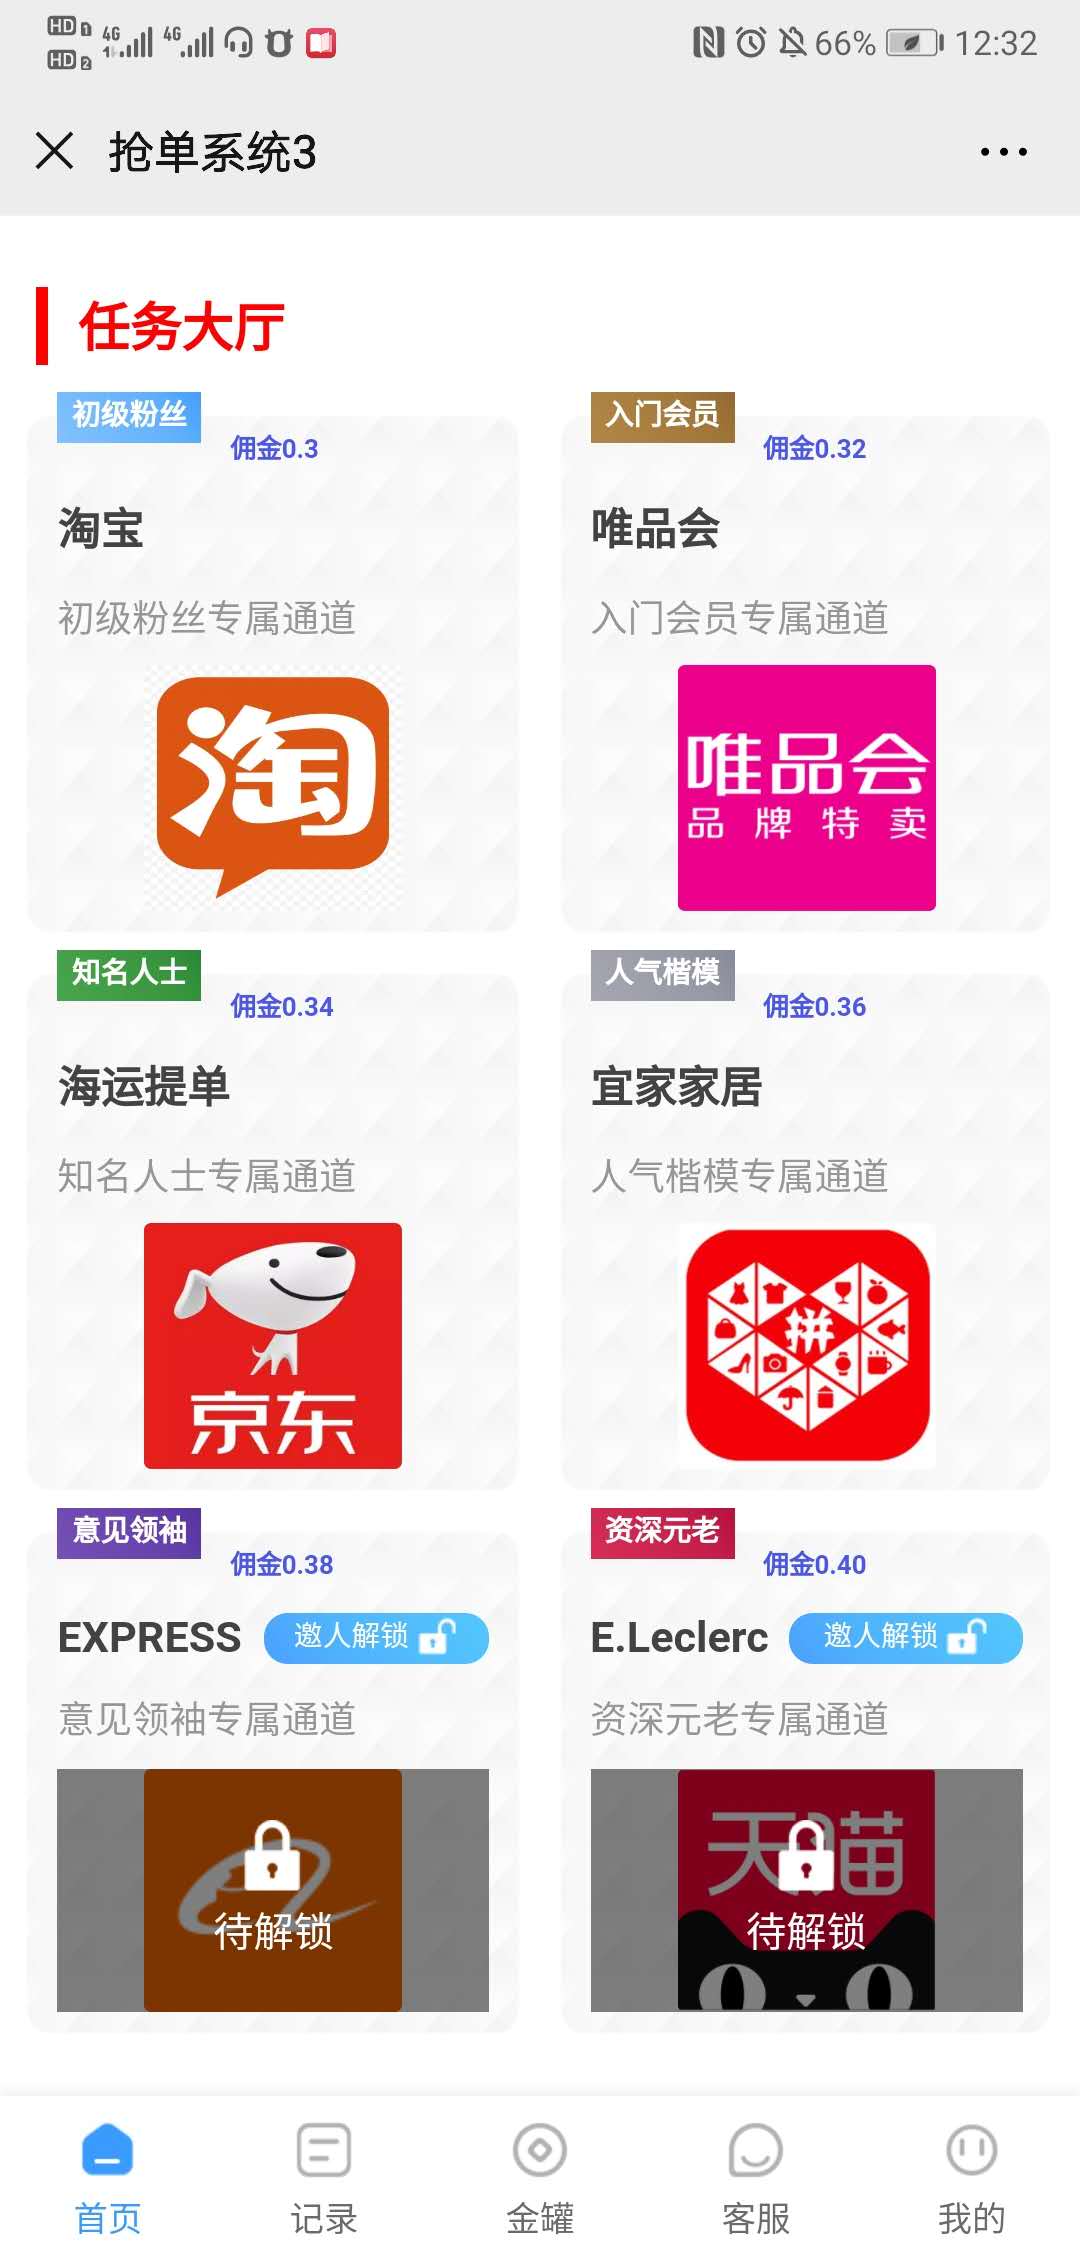 HD 1 4G 4G 66% 12:32
HD 2
抢单系统3
任务大厅
初级粉丝
佣金0.3
淘宝
初级粉丝专属通道
淘
入门会员
佣金0.32
唯品会
入门会员专属通道
唯品会
品牌特卖
知名人士
佣金0.34
海运提单
知名人士专属通道
京东
人气楷模
佣金0.36
宜家家居
人气楷模专属通道
拼
意见领袖
佣金0.38
EXPRESS 邀人解锁
意见领袖专属通道
待解锁
资深元老
佣金0.40
E.Leclerc 邀人解锁
资深元老专属通道
天猫
待解锁
首页 记录 金罐 客服 我的